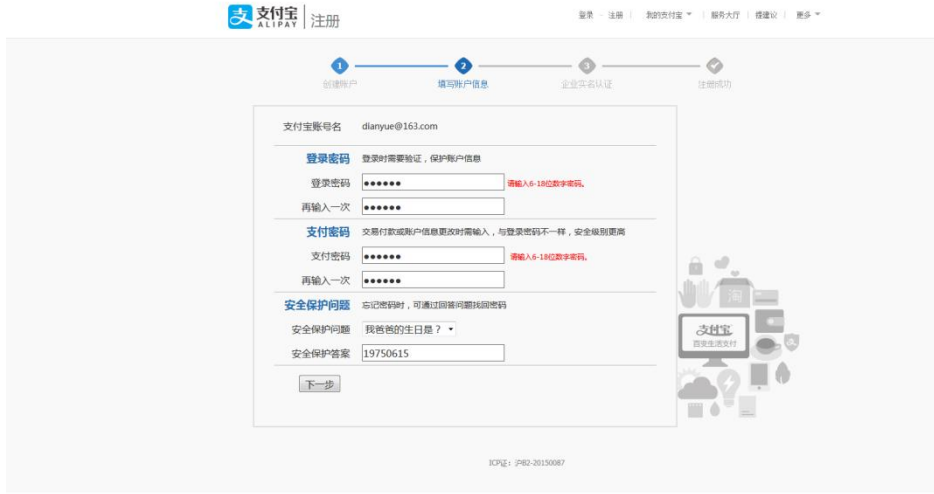 支 支付宝 ALIPAY 注册 登录 - 注册 | 我的支付宝 | 服务大厅 | 提建议 | 更多
1 2 3
创建账户 填写账户信息 企业实名认证 注册成功
支付宝账号名 dianyue@163.com
登录密码 登录时需要验证，保护账户信息
登录密码 ●●●●●● 请输入6-18位数字密码。
再输入一次 ●●●●●●
支付密码 交易付款或账户信息更改时需输入，与登录密码不一样，安全级别更高
支付密码 ●●●●●● 请输入6-18位数字密码。
再输入一次 ●●●●●●
安全保护问题 忘记密码时，可通过回答问题找回密码
安全保护问题 我爸爸的生日是？
安全保护答案 19750615
下一步
淘
支付宝
百变生活支付
ICP证：沪B2-20150087